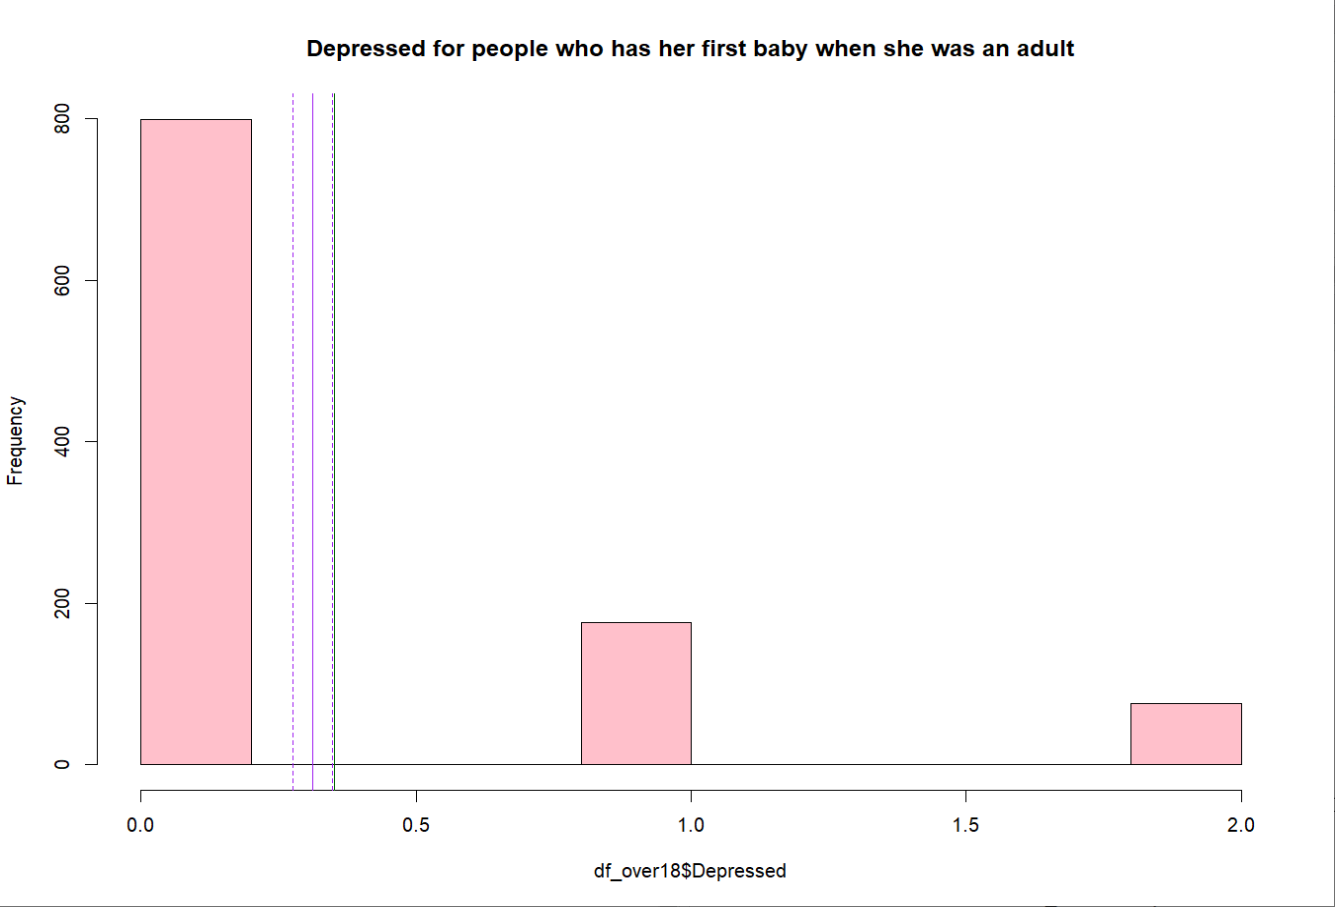 Depressed for people who has her first baby when she was an adult
800
600
400
200
0
Frequency
0.0 0.5 1.0 1.5 2.0
df_over18$Depressed